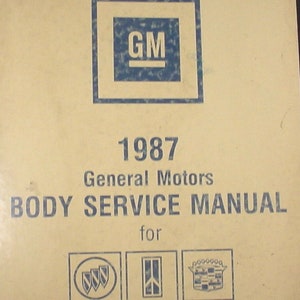 GM
1987
General Motors
BODY SERVICE MANUAL
for